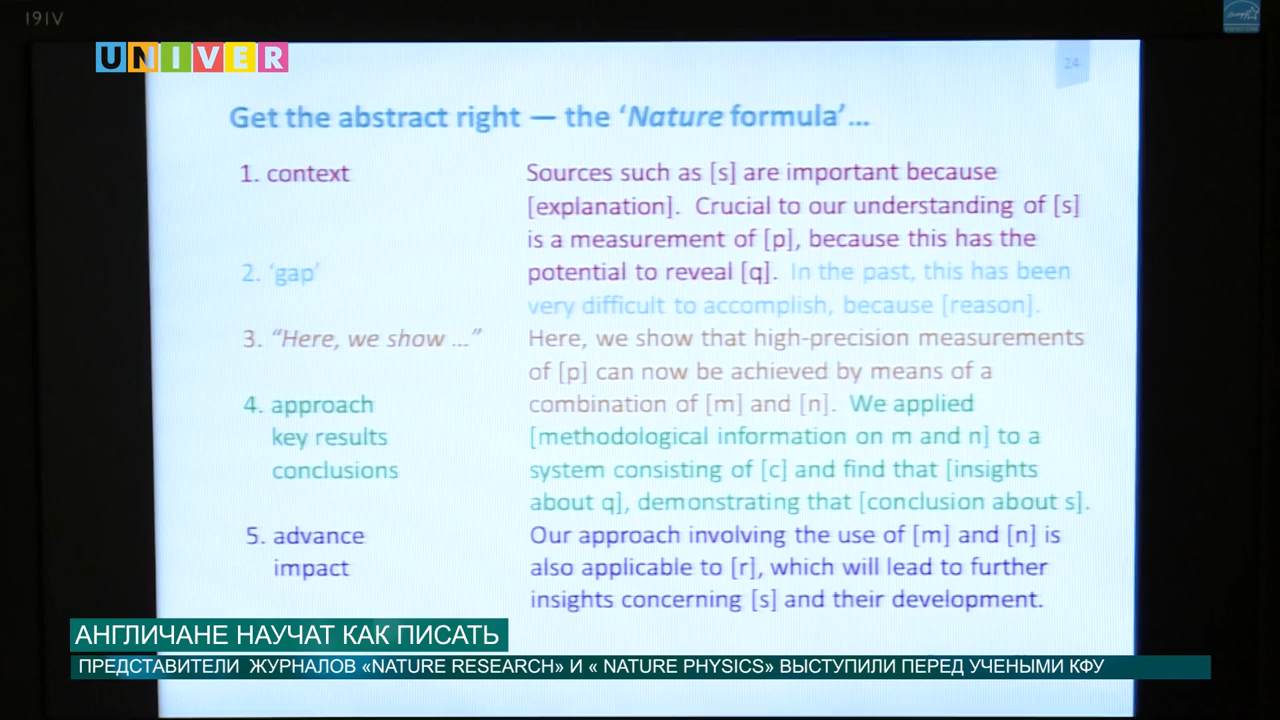 191V
UNIVER
24
Get the abstract right — the ‘Nature formula’...
1. context
Sources such as [s] are important because
[explanation]. Crucial to our understanding of [s]
is a measurement of [p], because this has the
2. ‘gap’
potential to reveal [q]. In the past, this has been
very difficult to accomplish, because [reason].
3. “Here, we show ...”
Here, we show that high-precision measurements
of [p] can now be achieved by means of a
4. approach
combination of [m] and [n]. We applied
key results
[methodological information on m and n] to a
conclusions
system consisting of [c] and find that [insights
about q], demonstrating that [conclusion about s].
5. advance
Our approach involving the use of [m] and [n] is
impact
also applicable to [r], which will lead to further
insights concerning [s] and their development.
АНГЛИЧАНЕ НАУЧАТ КАК ПИСАТЬ
ПРЕДСТАВИТЕЛИ ЖУРНАЛОВ «NATURE RESEARCH» И « NATURE PHYSICS» ВЫСТУПИЛИ ПЕРЕД УЧЕНЫМИ КФУ